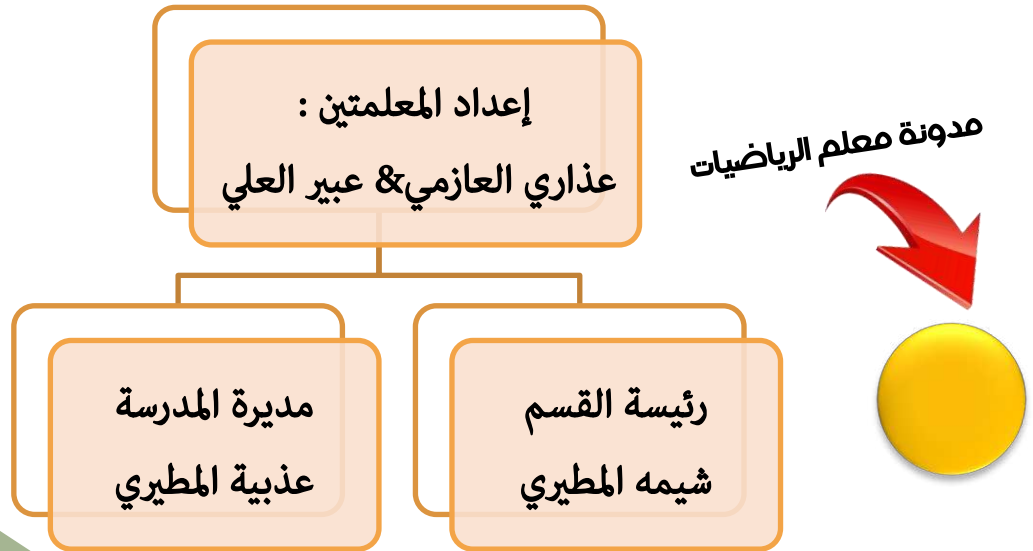 إعداد المعلمتين :
عذاري العازمي& عبير العلي
مدونة معلم الرياضيات
رئيسة القسم
شيمه المطيري
مديرة المدرسة
عذبية المطيري